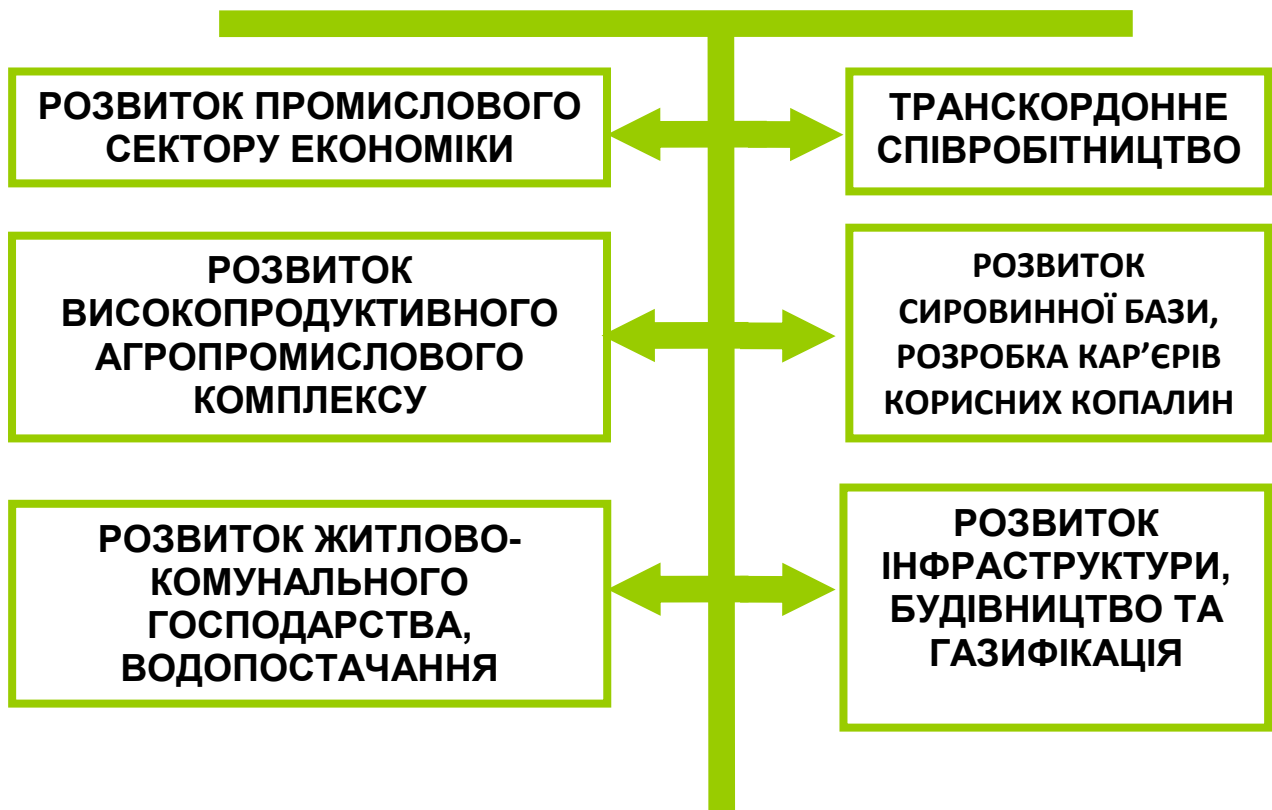 РОЗВИТОК ПРОМИСЛОВОГО
СЕКТОРУ ЕКОНОМІКИ
ТРАНСКОРДОННЕ
СПІВРОБІТНИЦТВО
РОЗВИТОК
ВИСОКОПРОДУКТИВНОГО
АГРОПРОМИСЛОВОГО
КОМПЛЕКСУ
РОЗВИТОК
СИРОВИННОЇ БАЗИ,
РОЗРОБКА КАР’ЄРІВ
КОРИСНИХ КОПАЛИН
РОЗВИТОК ЖИТЛОВО-
КОМУНАЛЬНОГО
ГОСПОДАРСТВА,
ВОДОПОСТАЧАННЯ
РОЗВИТОК
ІНФРАСТРУКТУРИ,
БУДІВНИЦТВО ТА
ГАЗИФІКАЦІЯ